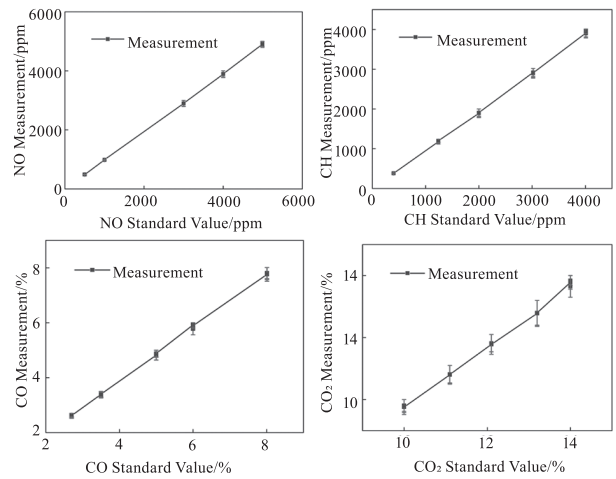 6000
4000
2000
0
NO Measurement/ppm
Measurement
0 2000 4000 6000
NO Standard Value/ppm
4000
3000
2000
1000
0
CH Measurement/ppm
Measurement
0 1000 2000 3000 4000
CH Standard Value/ppm
8
6
4
2
CO Measurement/%
Measurement
2 4 6 8
CO Standard Value/%
14
14
10
CO₂ Measurement/%
Measurement
10 12 14
CO₂ Standard Value/%